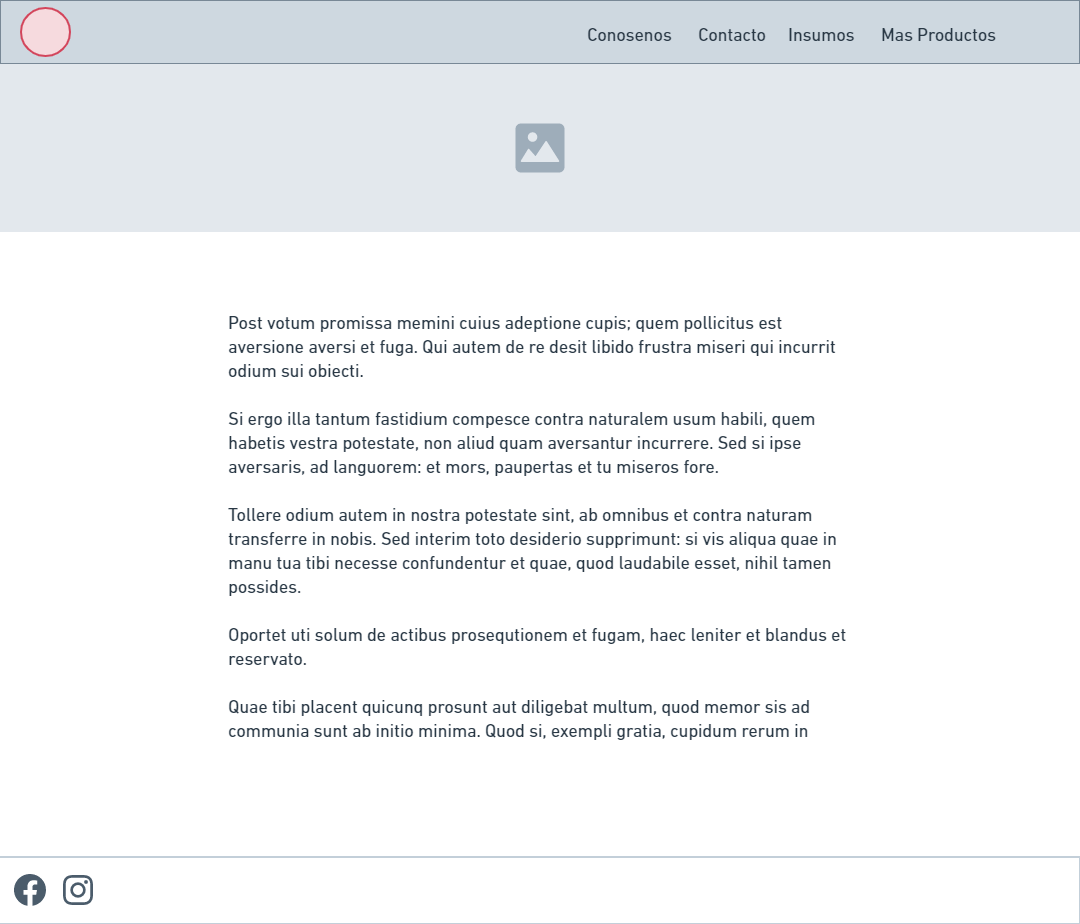 Conosenos Contacto Insumos Mas Productos
Post votum promissa memini cuius adeptione cupis; quem pollicitus est
aversione aversi et fuga. Qui autem de re desit libido frustra miseri qui incurrit
odium sui obiecti.
Si ergo illa tantum fastidium compesce contra naturalem usum habili, quem
habetis vestra potestate, non aliud quam aversantur incurrere. Sed si ipse
aversaris, ad languorem: et mors, paupertas et tu miseros fore.
Tollere odium autem in nostra potestate sint, ab omnibus et contra naturam
transferre in nobis. Sed interim toto desiderio supprimunt: si vis aliqua quae in
manu tua tibi necesse confundentur et quae, quod laudabile esset, nihil tamen
possides.
Oportet uti solum de actibus prosequtionem et fugam, haec leniter et blandus et
reservato.
Quae tibi placent quicunq prosunt aut diligebat multum, quod memor sis ad
communia sunt ab initio minima. Quod si, exempli gratia, cupidum rerum in